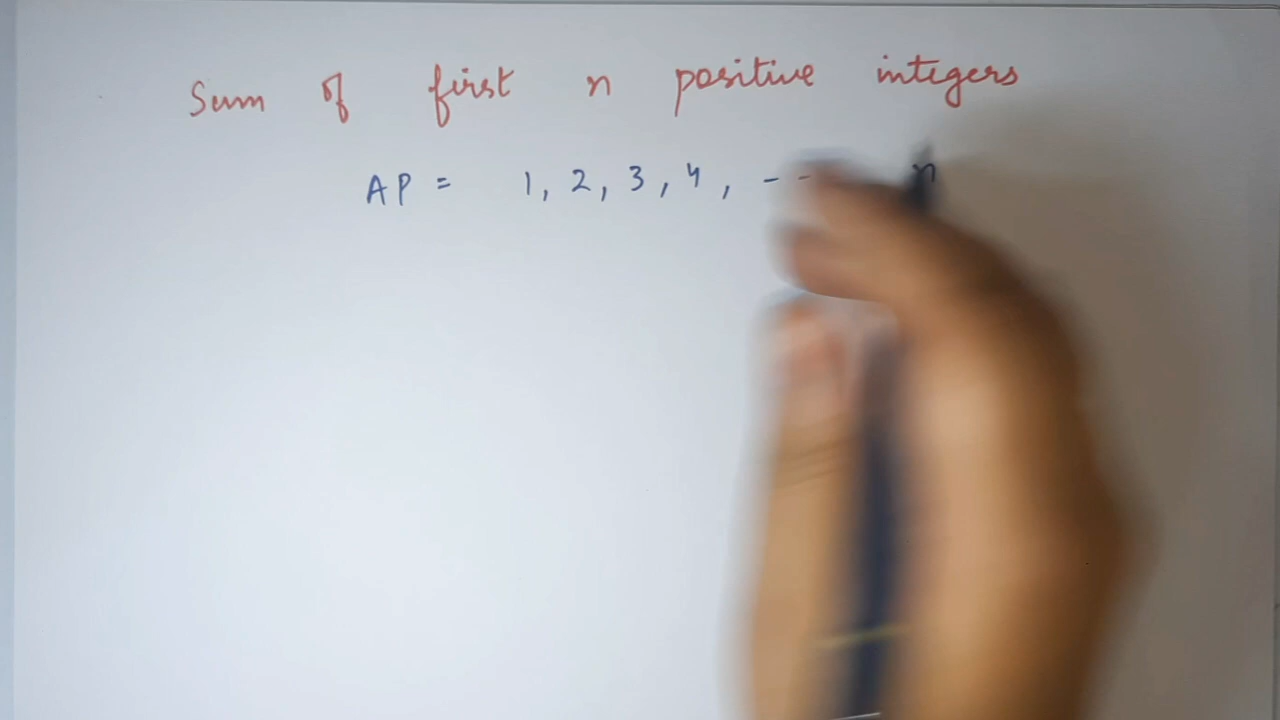 Sum of first n positive integers
AP = 1, 2, 3, 4, - - n